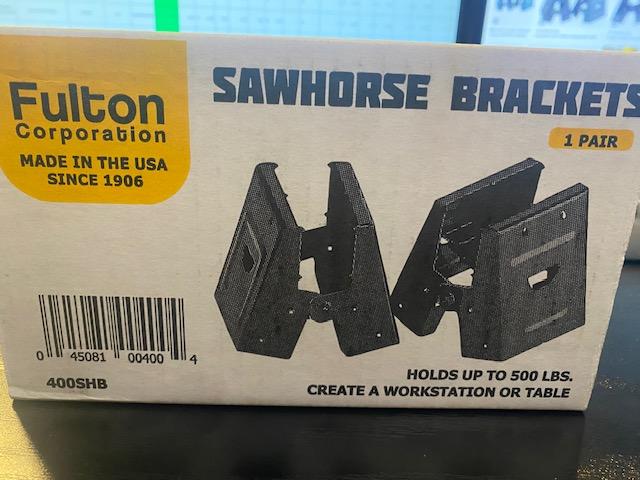 Fulton
Corporation
MADE IN THE USA
SINCE 1906
SAWHORSE BRACKETS
1 PAIR
0 45081 00400 4
400SHB
HOLDS UP TO 500 LBS.
CREATE A WORKSTATION OR TABLE